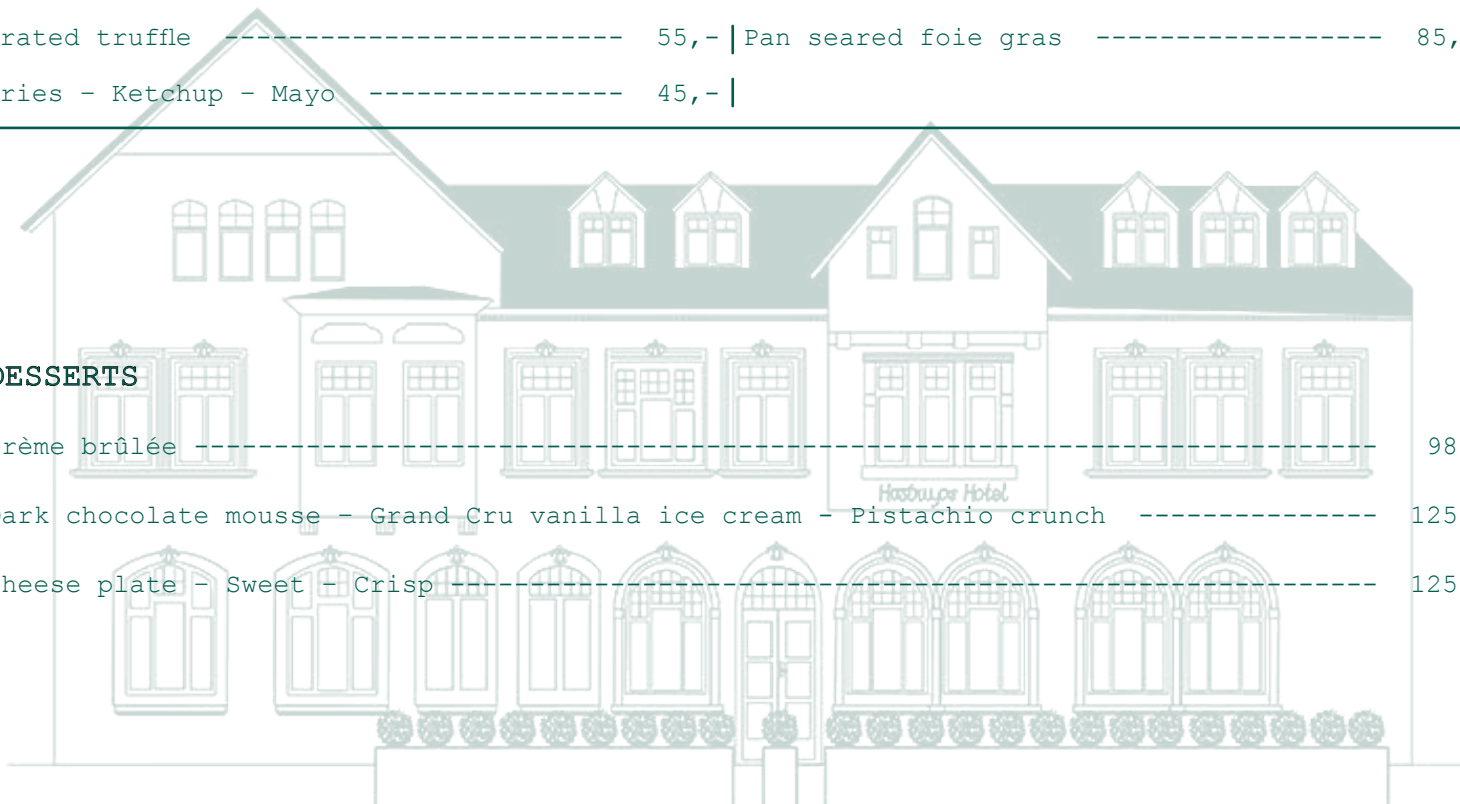 rated truffle ---------------------- 55,- | Pan seared foie gras ------------------ 85,
ries – Ketchup – Mayo ---------------- 45,- |
DESSERTS
rème brûlée -------------------------------------------------------------------------- 98
Dark chocolate mousse – Grand Cru vanilla ice cream – Pistachio crunch --------------- 125
heese plate – Sweet – Crisp ---------------------------------------------------------- 125